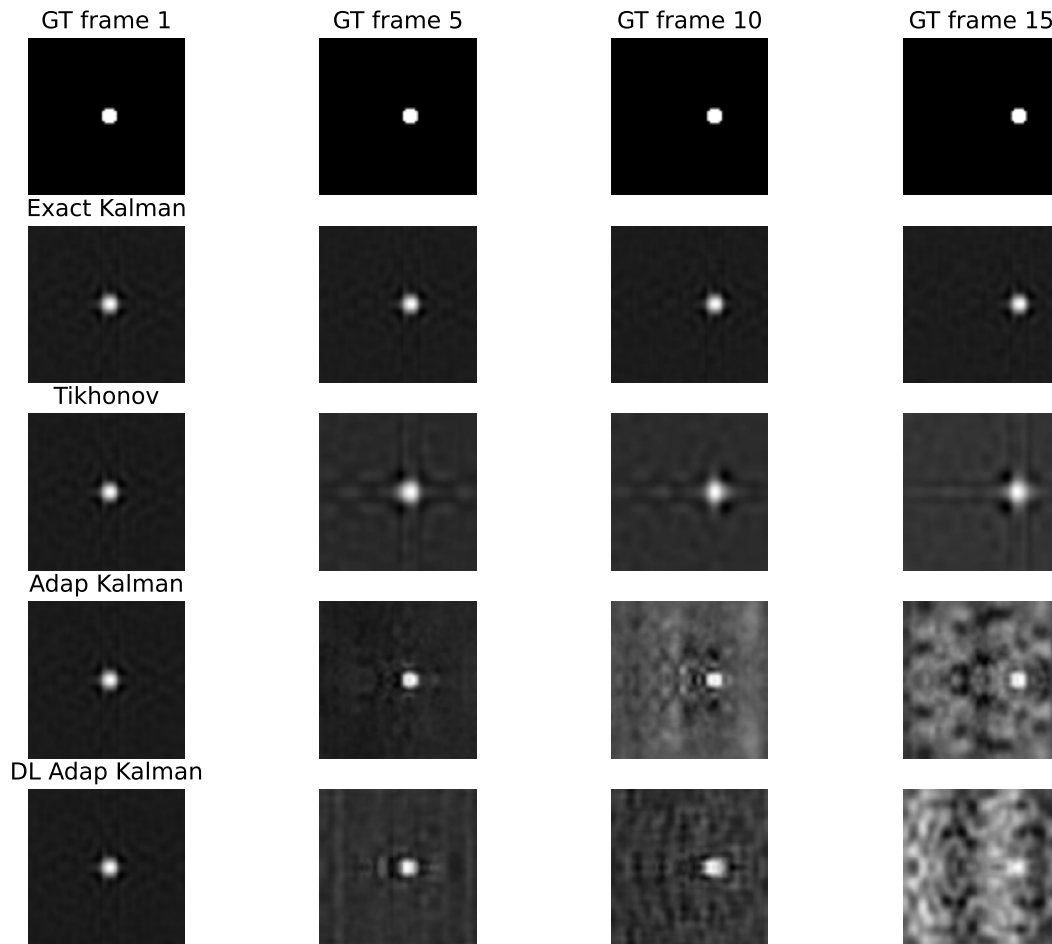 GT frame 1
GT frame 5
GT frame 10
GT frame 15
Exact Kalman
Tikhonov
Adap Kalman
DL Adap Kalman